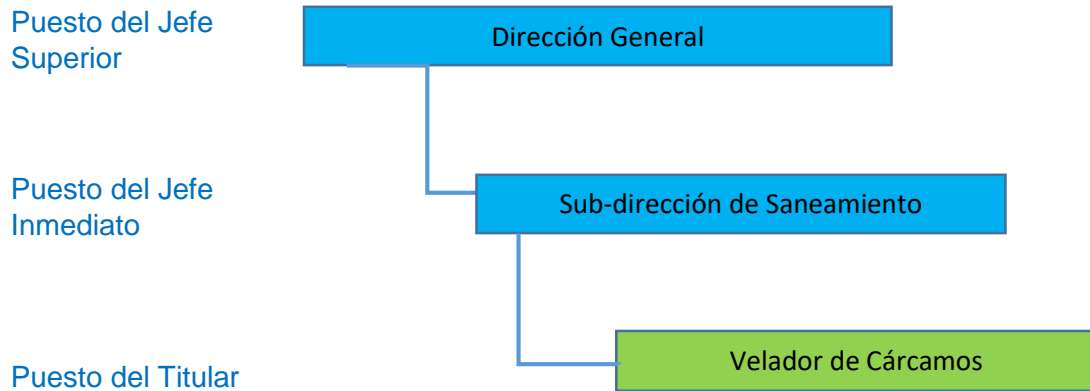 Puesto del Jefe
Superior
Dirección General
Puesto del Jefe
Inmediato
Sub-dirección de Saneamiento
Velador de Cárcamos
Puesto del Titular